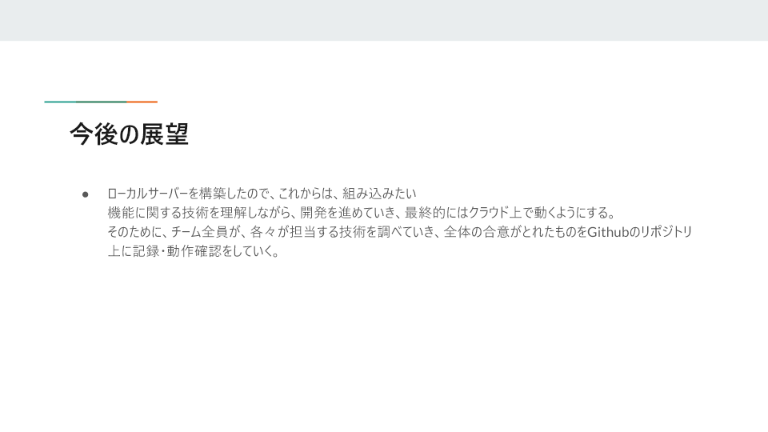 今後の展望
● ローカルサーバーを構築したので、これからは、組み込みたい
機能に関する技術を理解しながら、開発を進めていき、最終的にはクラウド上で動くようにする。
そのために、チーム全員が、各々が担当する技術を調べていき、全体の合意がとれたものをGithubのリポジトリ
上に記録・動作確認をしていく。